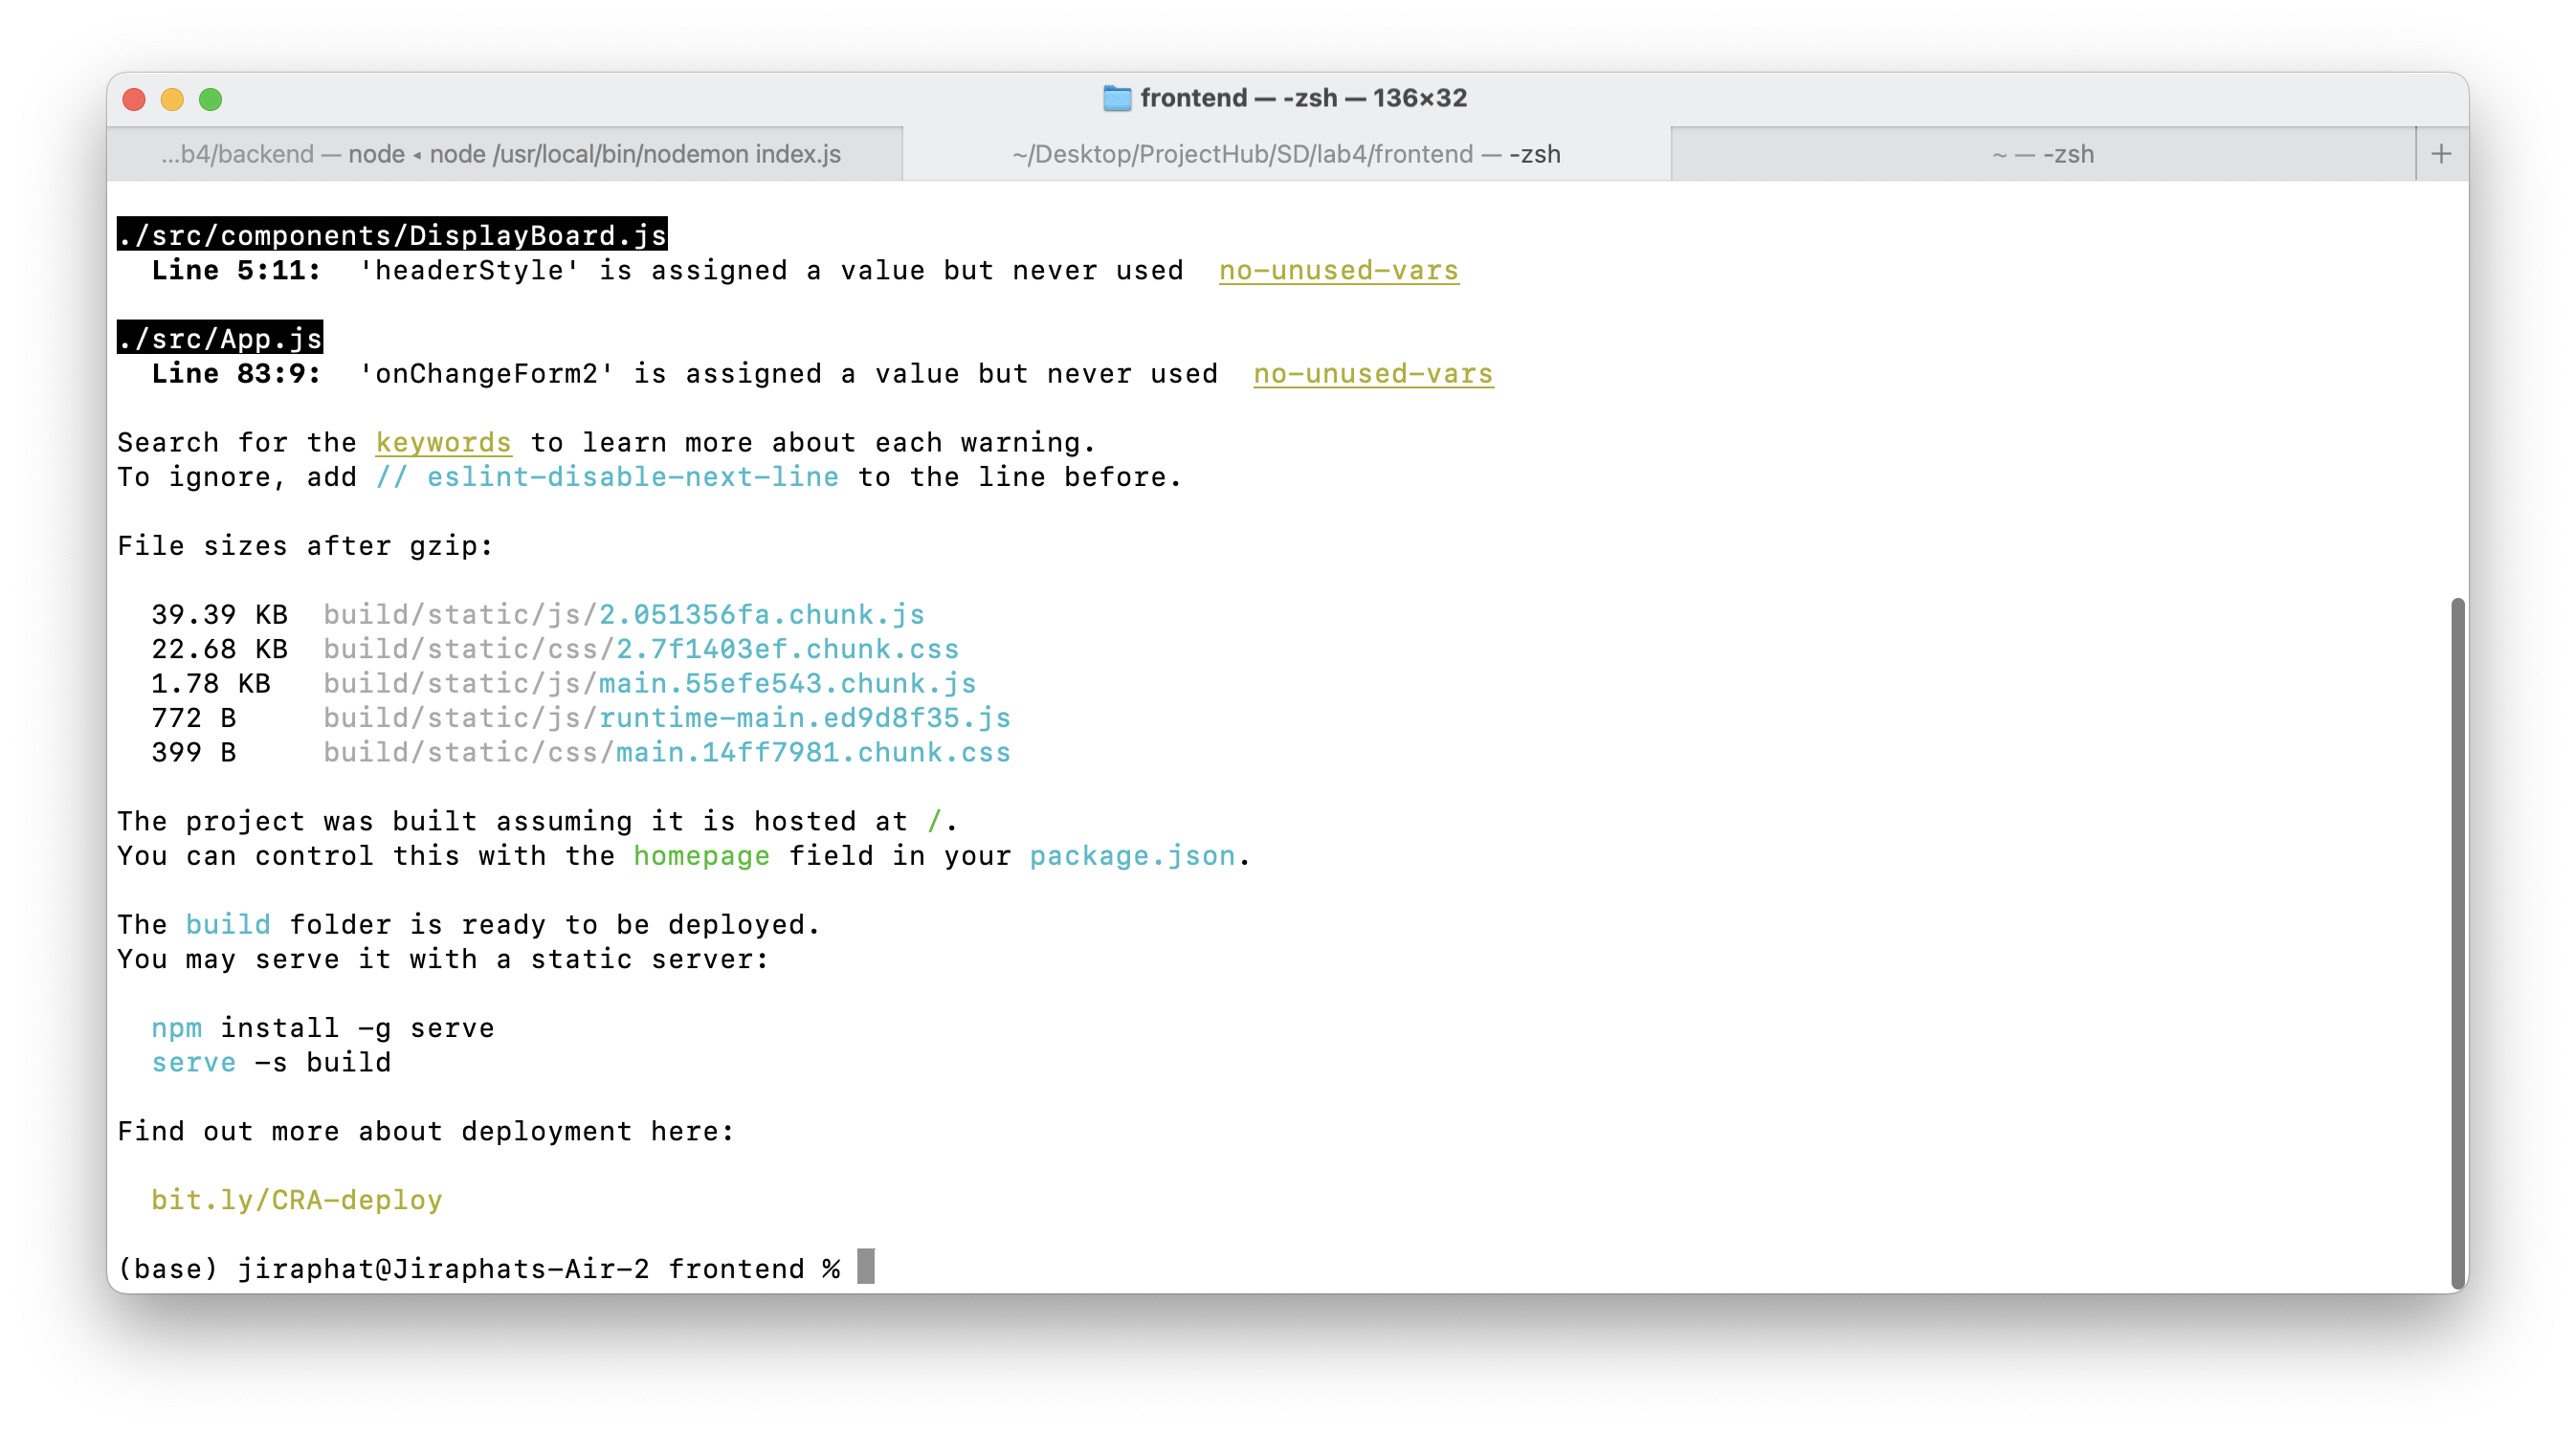 frontend — -zsh — 136×32
...b4/backend — node ◂ node /usr/local/bin/nodemon index.js
~/Desktop/ProjectHub/SD/lab4/frontend — -zsh
~ — -zsh
+
./src/components/DisplayBoard.js
  Line 5:11:  'headerStyle' is assigned a value but never used  no-unused-vars
./src/App.js
  Line 83:9:  'onChangeForm2' is assigned a value but never used  no-unused-vars
Search for the keywords to learn more about each warning.
To ignore, add // eslint-disable-next-line to the line before.
File sizes after gzip:
  39.39 KB  build/static/js/2.051356fa.chunk.js
  22.68 KB  build/static/css/2.7f1403ef.chunk.css
  1.78 KB   build/static/js/main.55efe543.chunk.js
  772 B     build/static/js/runtime-main.ed9d8f35.js
  399 B     build/static/css/main.14ff7981.chunk.css
The project was built assuming it is hosted at /.
You can control this with the homepage field in your package.json.
The build folder is ready to be deployed.
You may serve it with a static server:
  npm install -g serve
  serve -s build
Find out more about deployment here:
  bit.ly/CRA-deploy
(base) jiraphat@Jiraphats-Air-2 frontend %